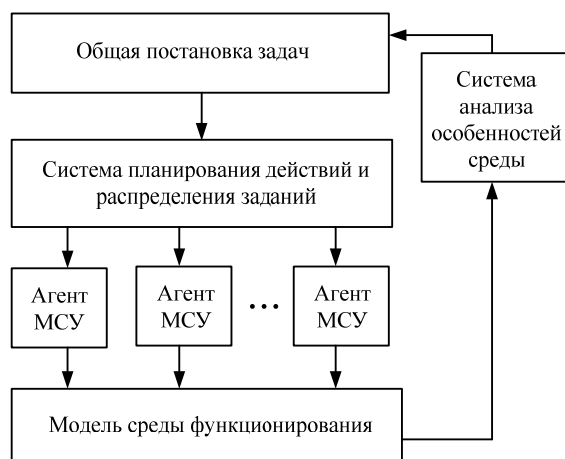 Общая постановка задач
Система
анализа
особенностей
среды
Система планирования действий и
распределения заданий
Агент
МСУ
Агент
МСУ
...
Агент
МСУ
Модель среды функционирования